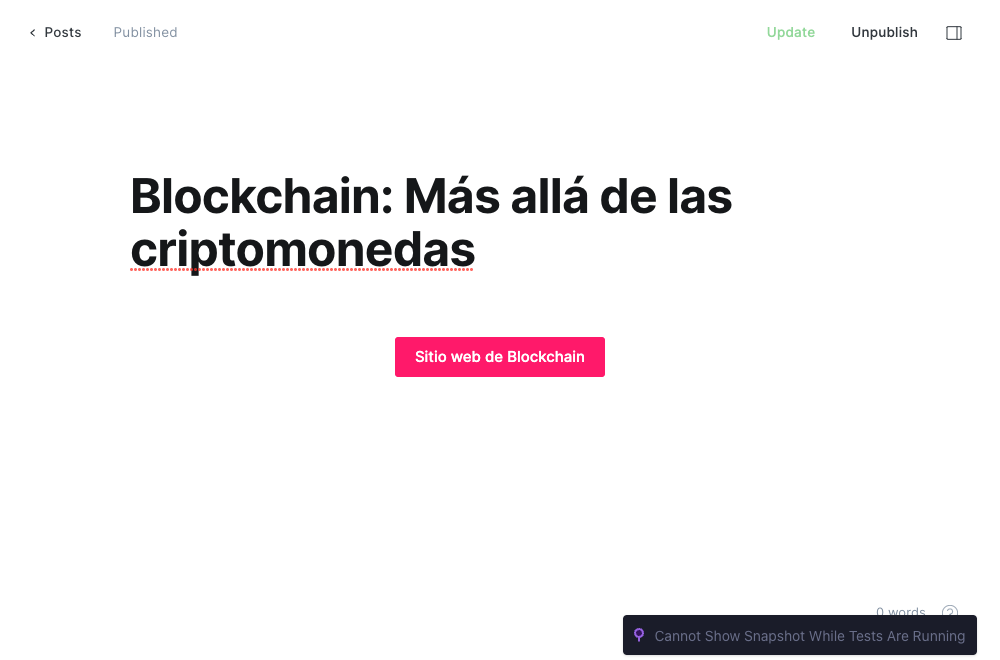 Posts
Published
Update
Unpublish
Blockchain: Más allá de las
criptomonedas
Sitio web de Blockchain
0 words
?
Cannot Show Snapshot While Tests Are Running